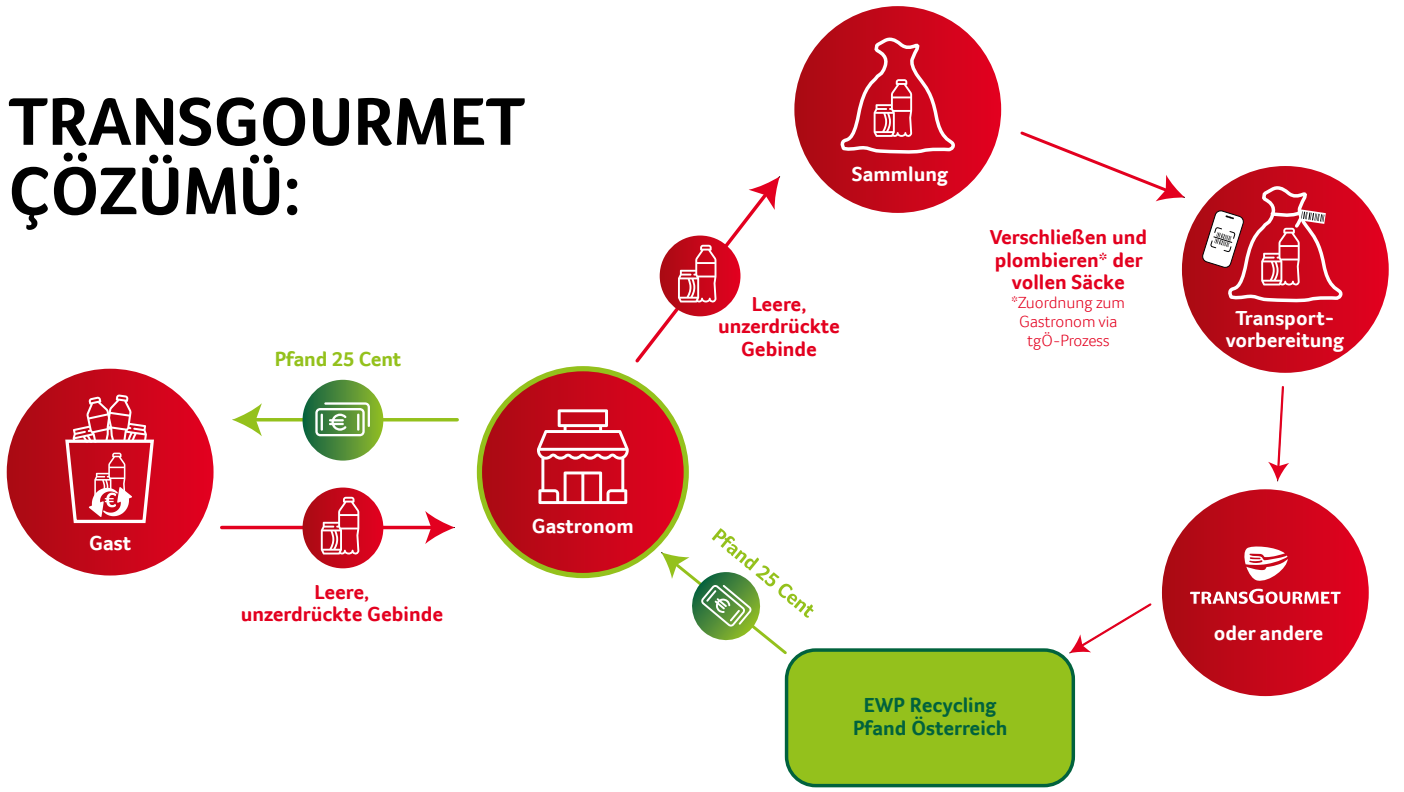 TRANSGOURMET
ÇÖZÜMÜ:
Sammlung
Verschließen und
plombieren* der
vollen Säcke
*Zuordnung zum
Gastronom via
tgÖ-Prozess
Transport-
vorbereitung
Leere,
unzerdrückte
Gebinde
Pfand 25 Cent
Gast
Gastronom
Leere,
unzerdrückte Gebinde
Pfand 25 Cent
TRANSGOURMET
oder andere
EWP Recycling
Pfand Österreich